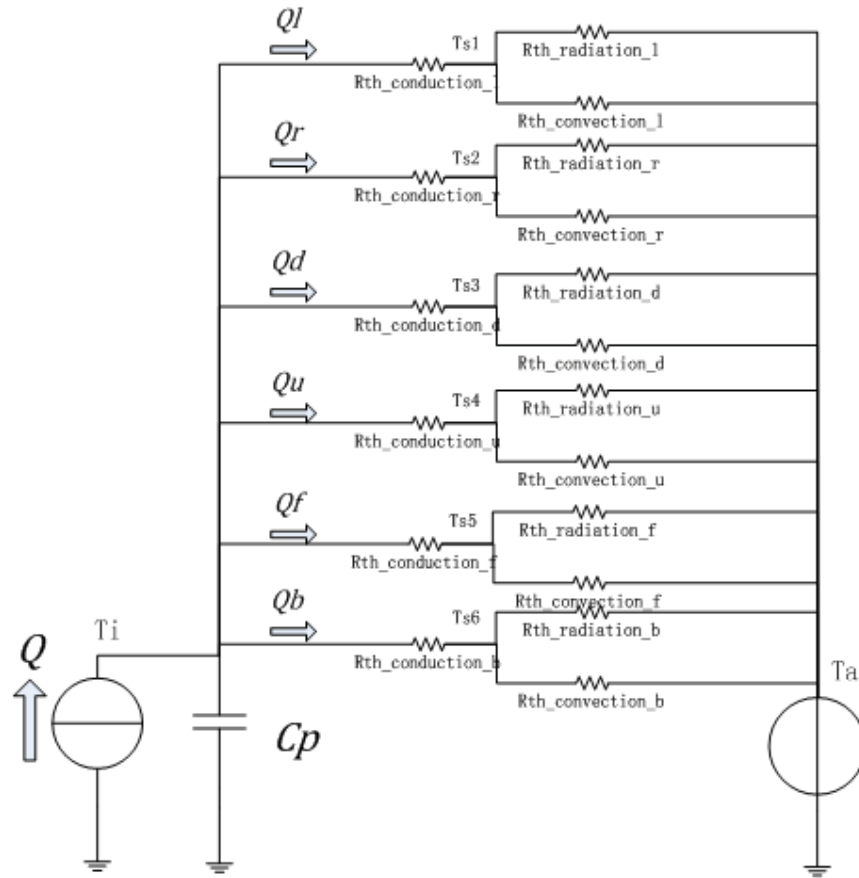 Ql
Ts1
Rth_radiation_l
Rth_conduction_l
Rth_convection_l
Qr
Ts2
Rth_radiation_r
Rth_conduction_r
Rth_convection_r
Qd
Ts3
Rth_radiation_d
Rth_conduction_d
Rth_convection_d
Qu
Ts4
Rth_radiation_u
Rth_conduction_u
Rth_convection_u
Qf
Ts5
Rth_radiation_f
Rth_conduction_f
Rth_convection_f
Qb
Ts6
Rth_radiation_b
Rth_conduction_b
Rth_convection_b
Ti
Q
Cp
Ta